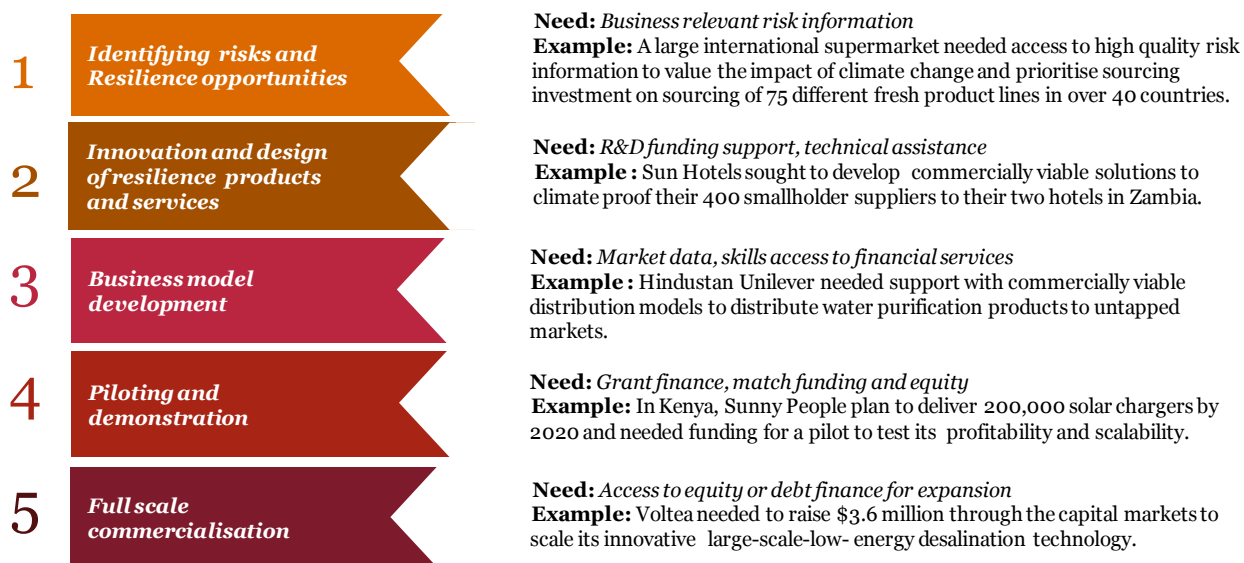 1
Identifying risks and
Resilience opportunities
Need: Business relevant risk information
Example: A large international supermarket needed access to high quality risk
information to value the impact of climate change and prioritise sourcing
investment on sourcing of 75 different fresh product lines in over 40 countries.
2
Innovation and design
of resilience products
and services
Need: R&D funding support, technical assistance
Example : Sun Hotels sought to develop commercially viable solutions to
climate proof their 400 smallholder suppliers to their two hotels in Zambia.
3
Business model
development
Need: Market data, skills access to financial services
Example : Hindustan Unilever needed support with commercially viable
distribution models to distribute water purification products to untapped
markets.
4
Piloting and
demonstration
Need: Grant finance, match funding and equity
Example: In Kenya, Sunny People plan to deliver 200,000 solar chargers by
2020 and needed funding for a pilot to test its profitability and scalability.
5
Full scale
commercialisation
Need: Access to equity or debt finance for expansion
Example: Voltea needed to raise $3.6 million through the capital markets to
scale its innovative large-scale-low- energy desalination technology.